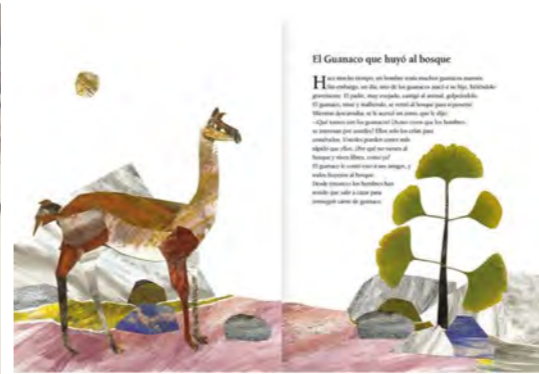 El Guanaco que huyó al bosque
Hace mucho tiempo, un hombre tenía muchos guanacos mansos.
Sin embargo, un día, uno de los guanacos atacó a su hijo, hiriéndolo
gravemente. El padre, muy enojado, castigó al animal, golpeándolo.
El guanaco, triste y malherido, se retiró al bosque para reponerse.
Mientras descansaba, se le acercó un zorro, que le dijo:
los guanacos? ¿Acaso creen que los hombres
se interesan por ustedes? Ellos solo los crían para
comérselos. Ustedes pueden correr más
rápido que ellos. ¿Por qué no vienen al
bosque y viven libres, como yo?
El guanaco le contó eso a sus amigos, y
todos huyeron al bosque.
Desde entonces los hombres han
tenido que salir a cazar para
conseguir carne de guanaco.